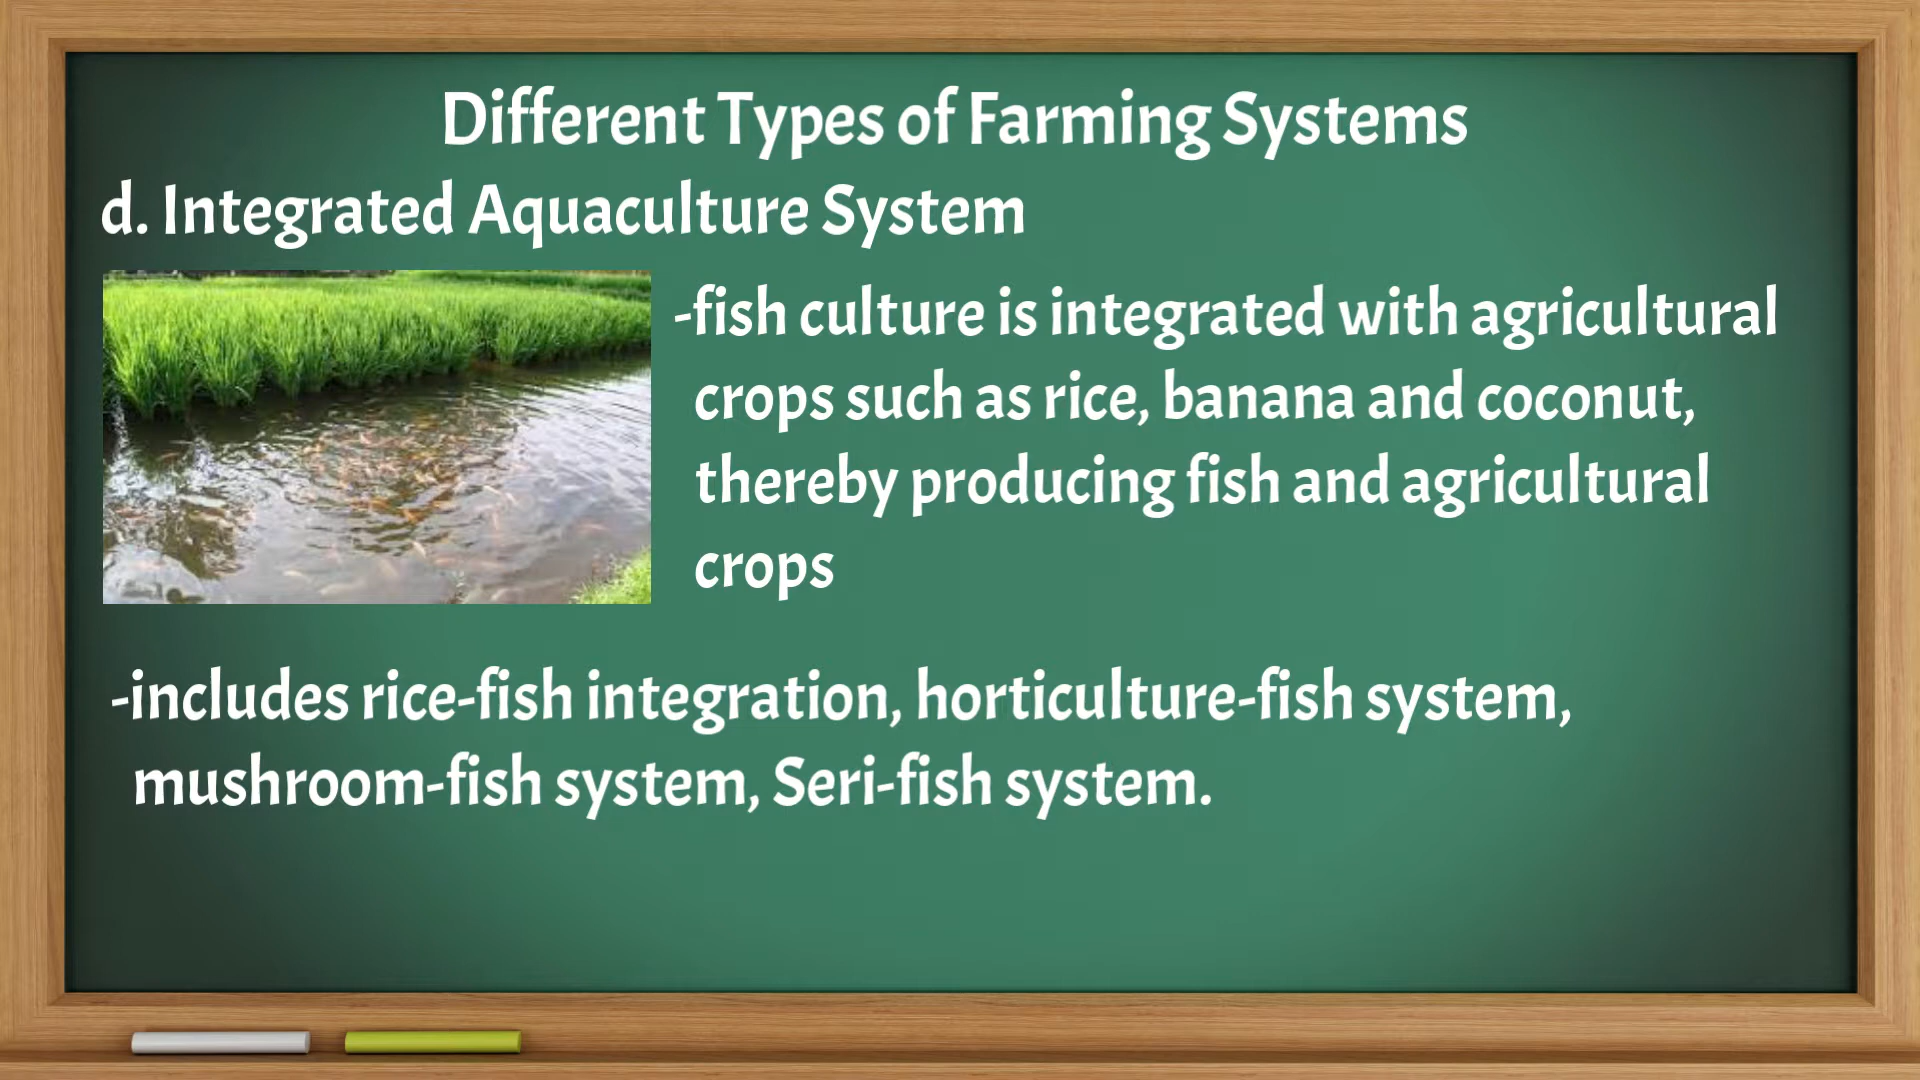 Different Types of Farming Systems
d. Integrated Aquaculture System
-fish culture is integrated with agricultural
crops such as rice, banana and coconut,
thereby producing fish and agricultural
crops
-includes rice-fish integration, horticulture-fish system,
mushroom-fish system, Seri-fish system.